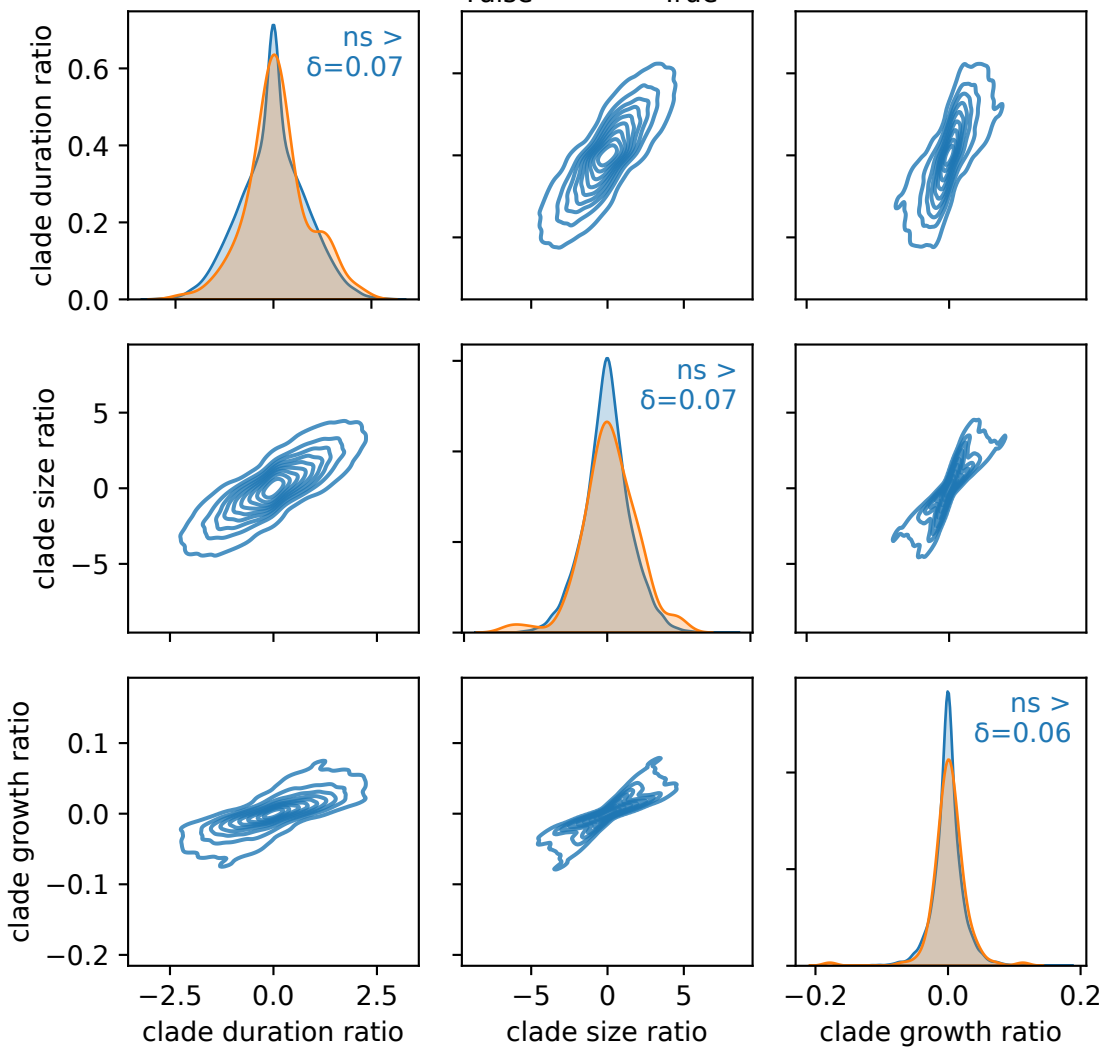 False True
clade duration ratio
0.6
0.4
0.2
0.0
ns >
δ=0.07
clade size ratio
5
0
−5
ns >
δ=0.07
clade growth ratio
0.1
0.0
−0.1
−0.2
ns >
δ=0.06
−2.5 0.0 2.5
−5 0 5
−0.2 0.0 0.2
clade duration ratio
clade size ratio
clade growth ratio